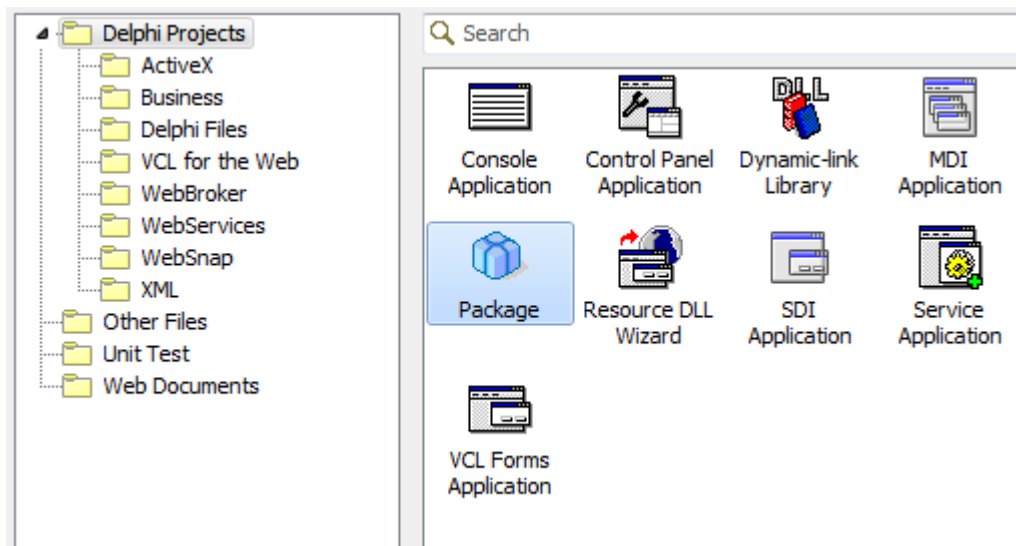 Delphi Projects
ActiveX
Business
Delphi Files
VCL for the Web
WebBroker
WebServices
WebSnap
XML
Other Files
Unit Test
Web Documents
Search
Console
Application
Control Panel
Application
DLL
Dynamic-link
Library
MDI
Application
Package
Resource DLL
Wizard
SDI
Application
Service
Application
VCL Forms
Application